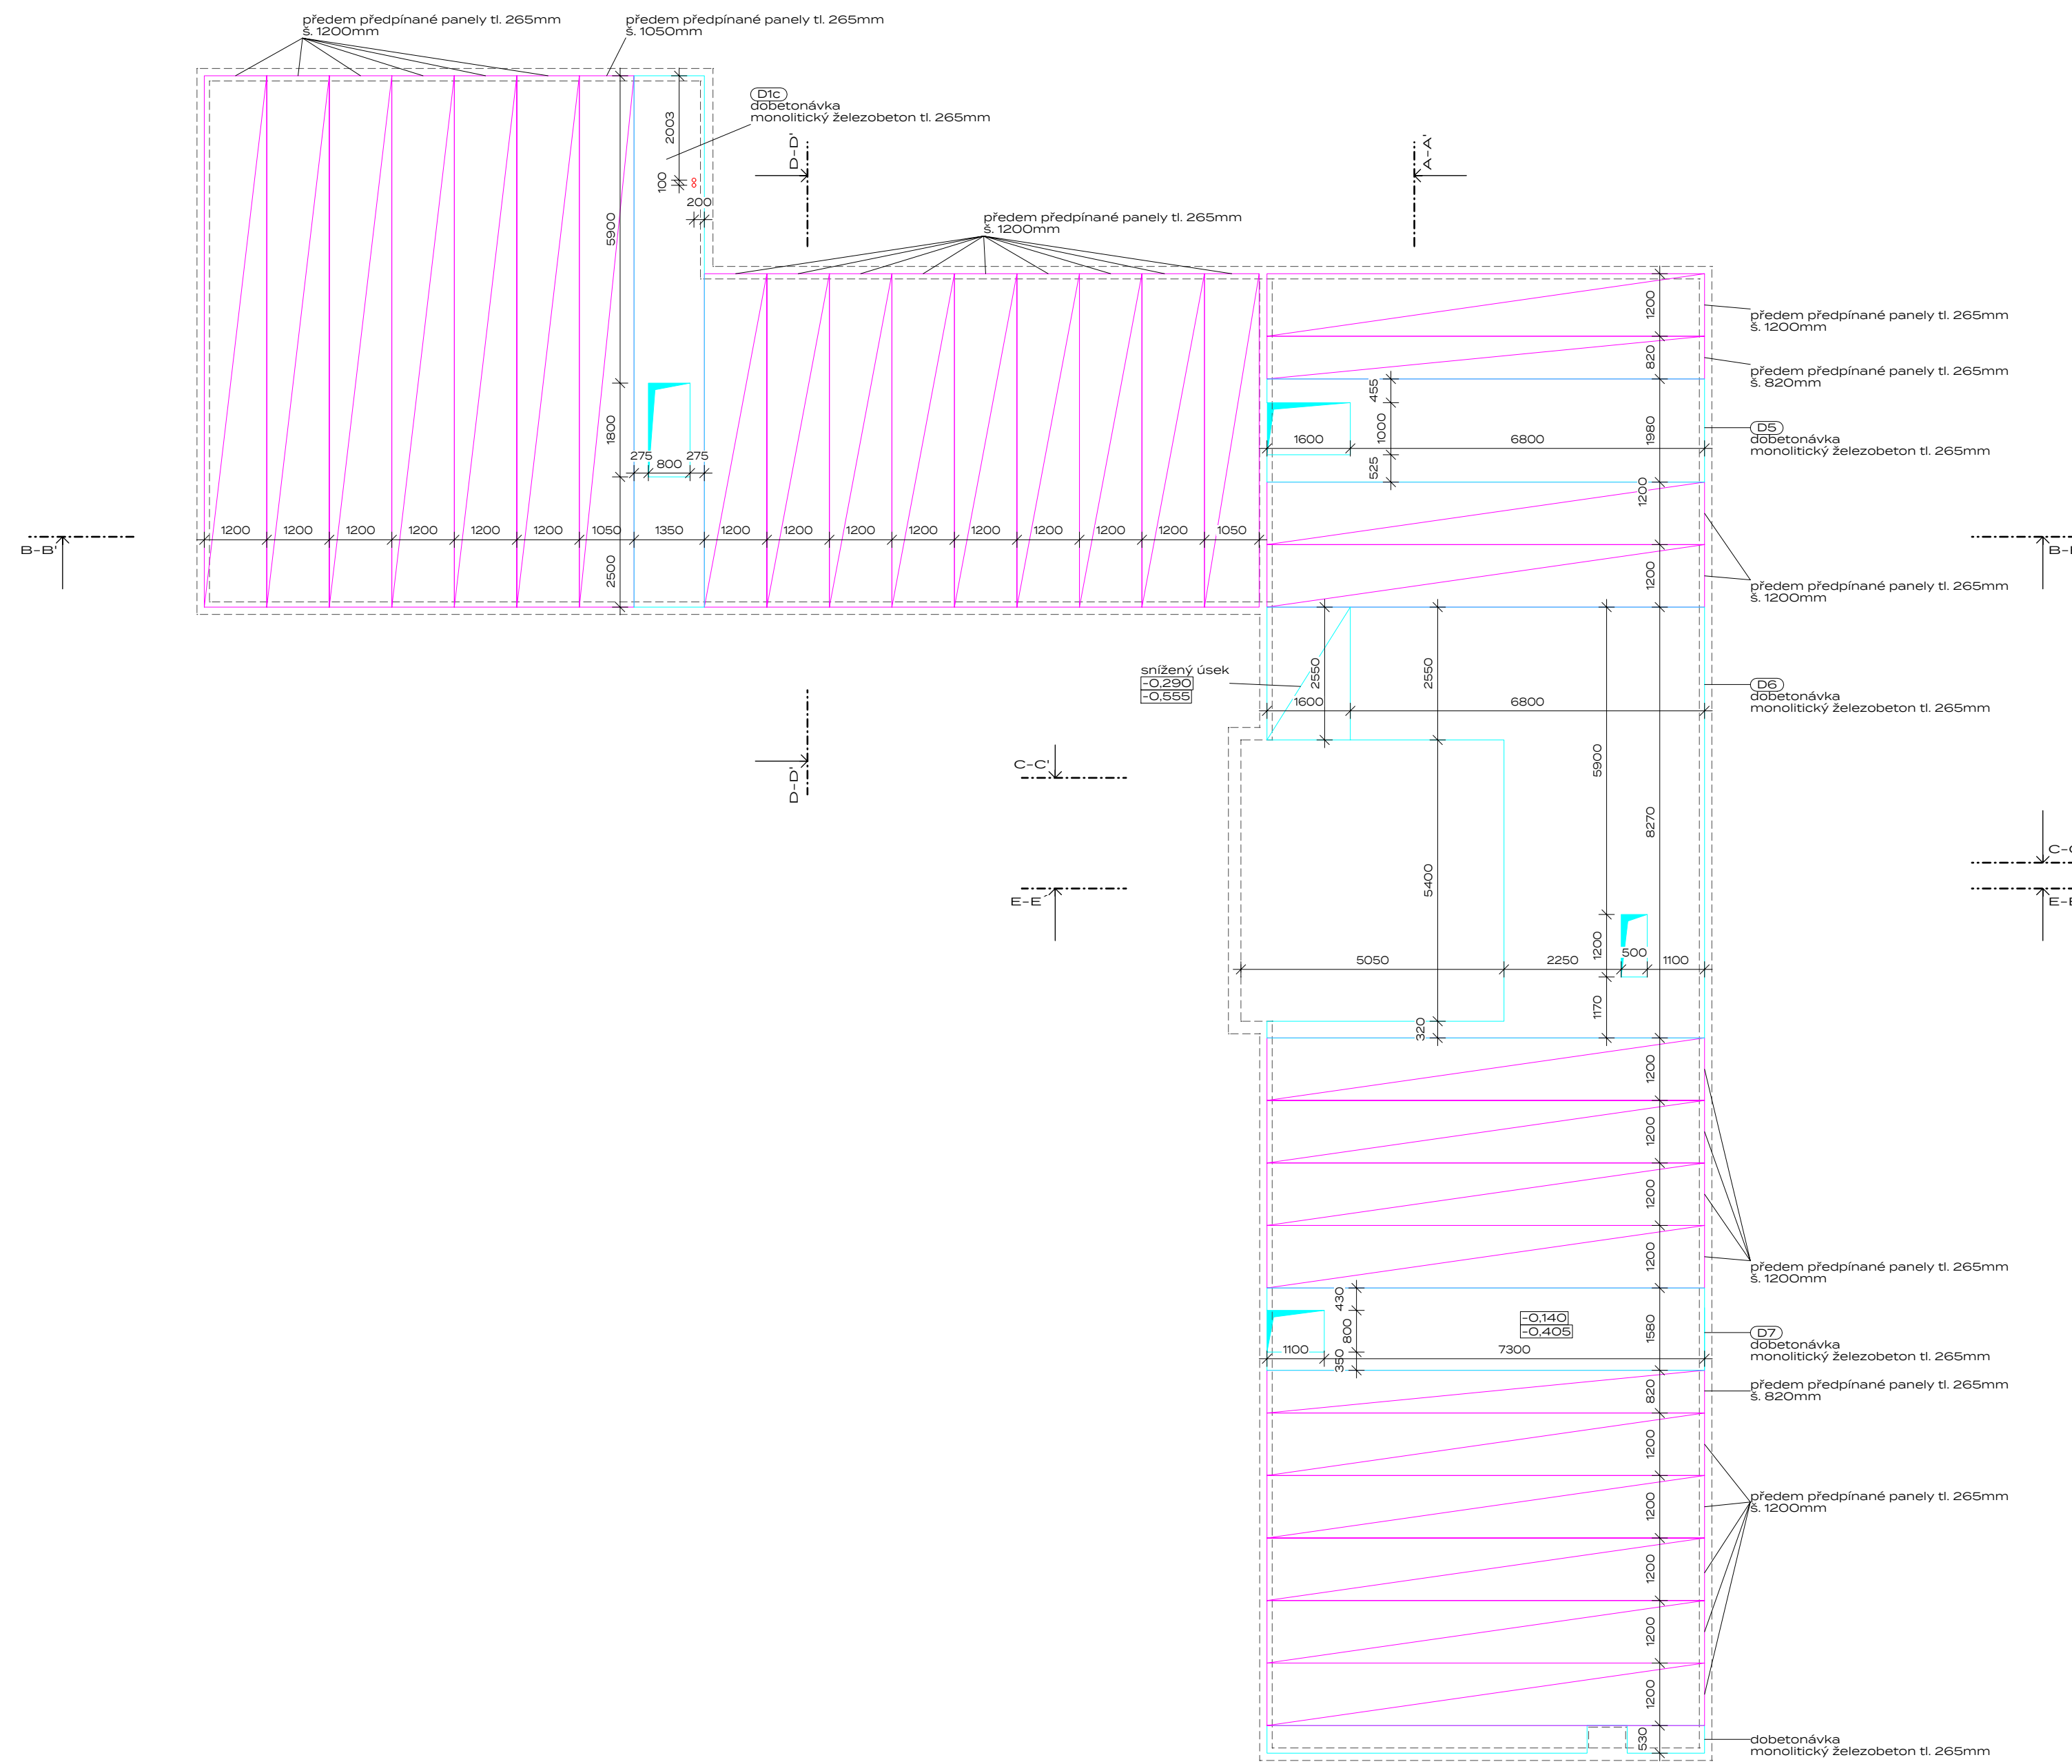 předem předpínané panely tl. 265mm
š. 1200mm
předem předpínané panely tl. 265mm
š. 1050mm
D1c
dobetonávka
monolitický železobeton tl. 265mm
2003
100
200
5900
1800
275
800
275
2500
D-D'
A-A'
předem předpínané panely tl. 265mm
š. 1200mm
1200
1200
1200
1200
1200
1200
1050
1350
1200
1200
1200
1200
1200
1200
1200
1200
1050
B-B'
1200
820
1980
1200
1200
455
1000
525
1600
6800
předem předpínané panely tl. 265mm
š. 1200mm
předem předpínané panely tl. 265mm
š. 820mm
D5
dobetonávka
monolitický železobeton tl. 265mm
předem předpínané panely tl. 265mm
š. 1200mm
snížený úsek
-0,290
-0,555
2550
1600
2550
6800
5900
8270
D6
dobetonávka
monolitický železobeton tl. 265mm
D-D'
C-C'
E-E'
5400
5050
2250
500
1100
1200
1170
320
1200
1200
1200
1200
předem předpínané panely tl. 265mm
š. 1200mm
430
800
350
1100
7300
-0,140
-0,405
1580
D7
dobetonávka
monolitický železobeton tl. 265mm
820
předem předpínané panely tl. 265mm
š. 820mm
1200
1200
1200
1200
1200
předem předpínané panely tl. 265mm
š. 1200mm
530
dobetonávka
monolitický železobeton tl. 265mm